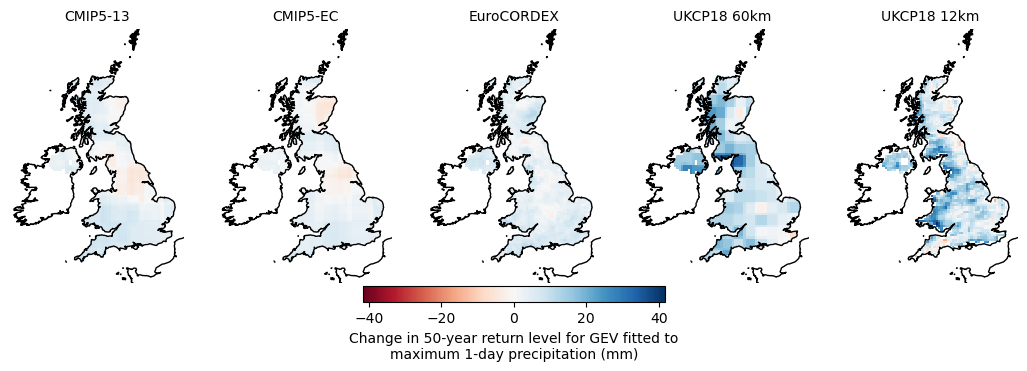 CMIP5-13 CMIP5-EC EuroCORDEX UKCP18 60km UKCP18 12km
−40 −20 0 20 40
Change in 50-year return level for GEV fitted to
maximum 1-day precipitation (mm)